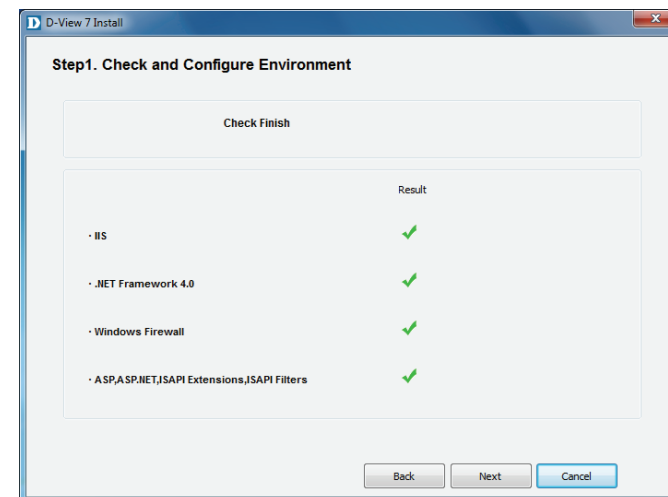 D-View 7 Install
Step1. Check and Configure Environment
Check Finish
Result
· IIS
· .NET Framework 4.0
· Windows Firewall
· ASP,ASP.NET,ISAPI Extensions,ISAPI Filters
Back Next Cancel